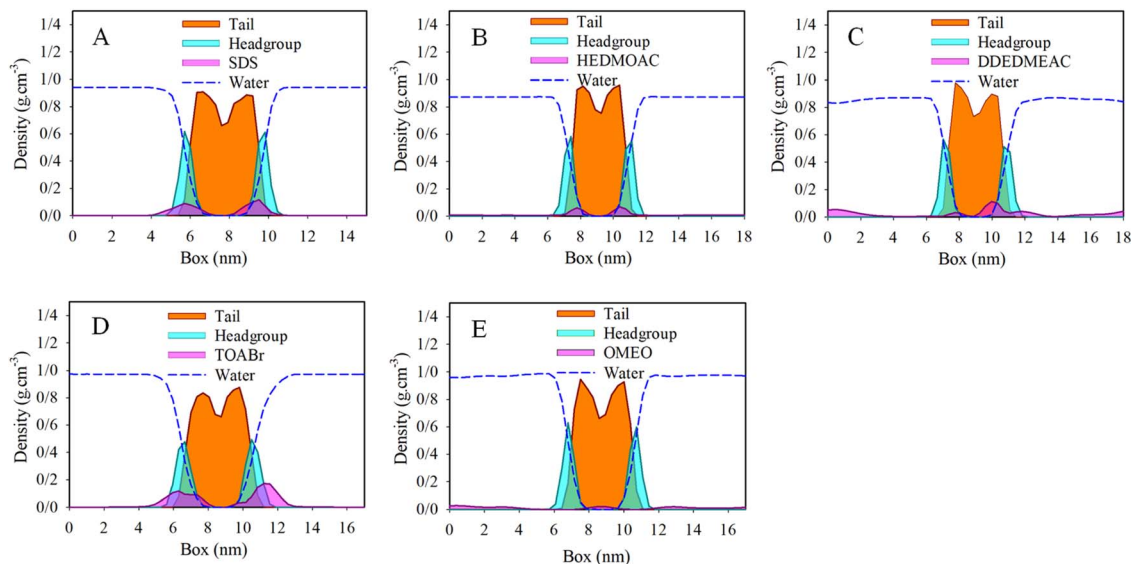 A
Tail
Headgroup
SDS
Water
1/4
1/2
1/0
0/8
0/6
0/4
0/2
0/0
Density (g.cm-3)
0 2 4 6 8 10 12 14
Box (nm)
B
Tail
Headgroup
HEDMOAC
Water
1/4
1/2
1/0
0/8
0/6
0/4
0/2
0/0
Density (g.cm-3)
0 2 4 6 8 10 12 14 16 18
Box (nm)
C
Tail
Headgroup
DDEDMEAC
Water
1/4
1/2
1/0
0/8
0/6
0/4
0/2
0/0
Density (g.cm-3)
0 2 4 6 8 10 12 14 16 18
Box (nm)
D
Tail
Headgroup
TOABr
Water
1/4
1/2
1/0
0/8
0/6
0/4
0/2
0/0
Density (g.cm-3)
0 2 4 6 8 10 12 14 16
Box (nm)
E
Tail
Headgroup
OMEO
Water
1/4
1/2
1/0
0/8
0/6
0/4
0/2
0/0
Density (g.cm-3)
0 2 4 6 8 10 12 14 16
Box (nm)